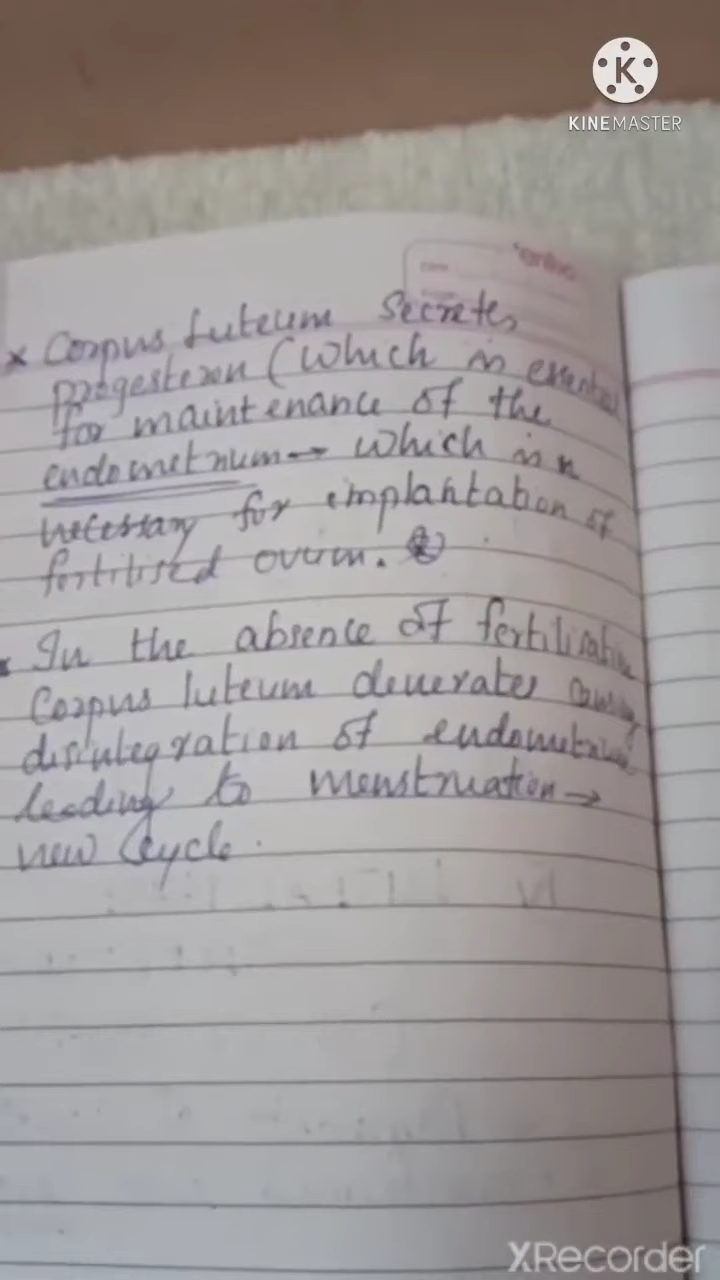 KINEMASTER
* Corpus luteum secretes
progesteron (which is essential
for maintenance of the
endometrium → which is n
necessary for implantation of
fertilised ovum.
In the absence of fertilisation
Corpus luteum denerates causing
disintegration of endometrium
leading to menstruation →
new Cycle.
XRecorder